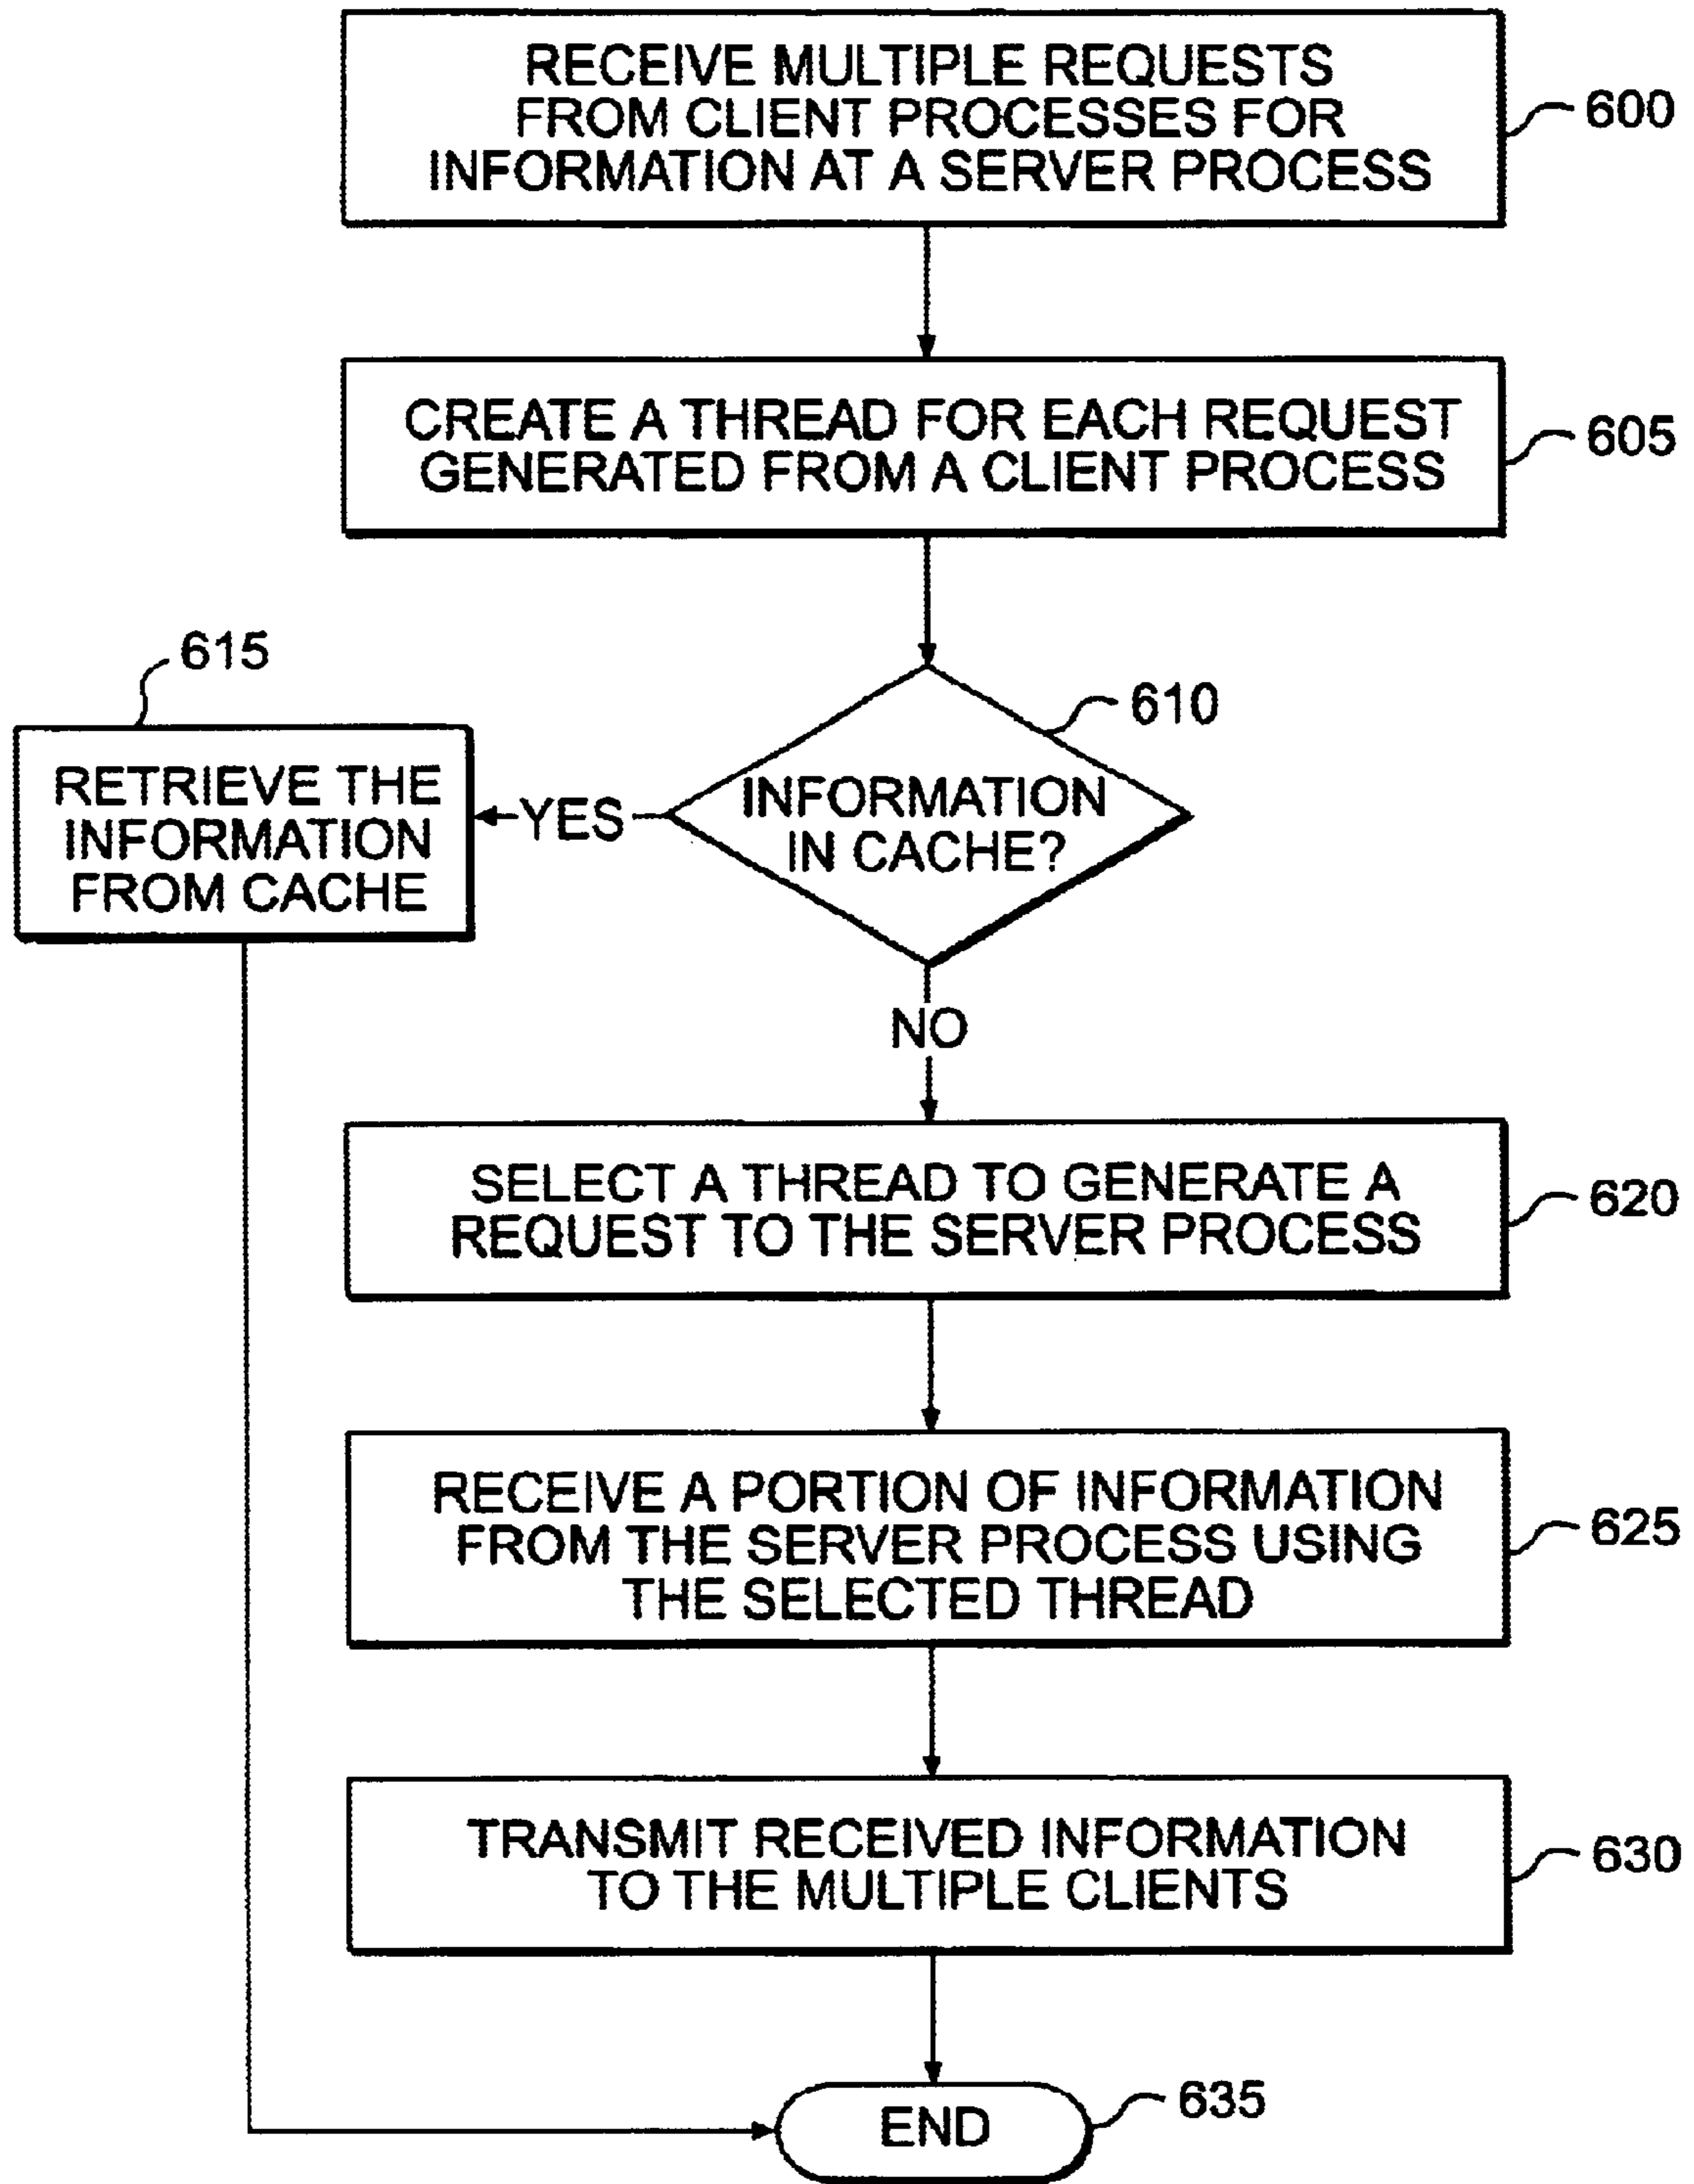 RECEIVE MULTIPLE REQUESTS
FROM CLIENT PROCESSES FOR
INFORMATION AT A SERVER PROCESS
600
CREATE A THREAD FOR EACH REQUEST
GENERATED FROM A CLIENT PROCESS
605
615
610
RETRIEVE THE
INFORMATION
FROM CACHE
YES
INFORMATION
IN CACHE?
NO
SELECT A THREAD TO GENERATE A
REQUEST TO THE SERVER PROCESS
620
RECEIVE A PORTION OF INFORMATION
FROM THE SERVER PROCESS USING
THE SELECTED THREAD
625
TRANSMIT RECEIVED INFORMATION
TO THE MULTIPLE CLIENTS
630
END
635